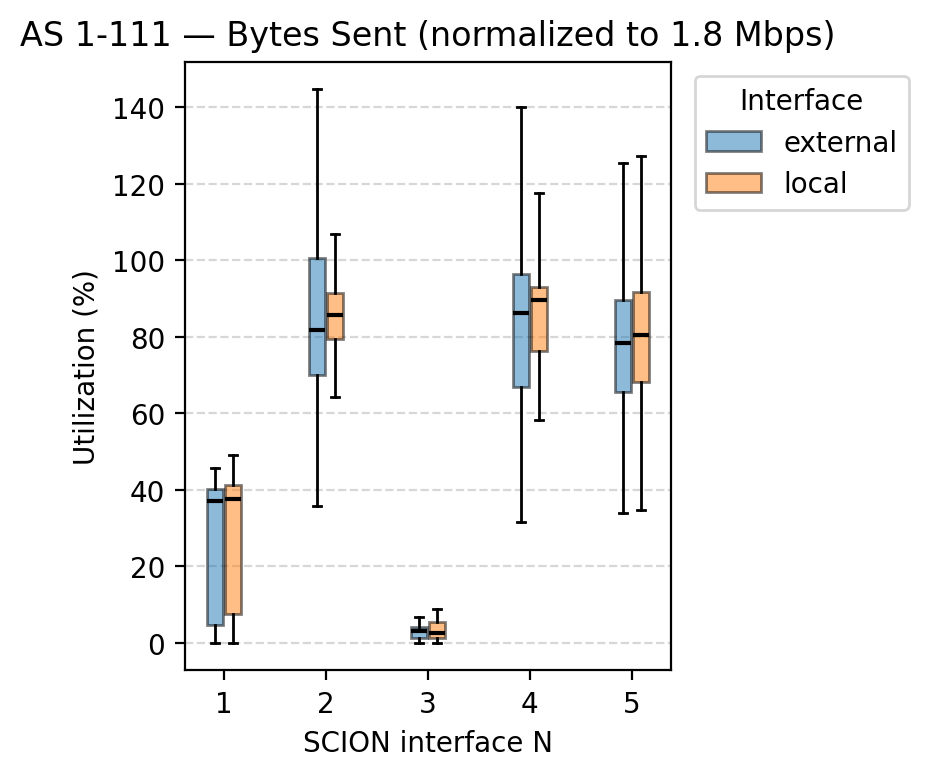 AS 1-111 — Bytes Sent (normalized to 1.8 Mbps)
Interface
external
local
Utilization (%)
140
120
100
80
60
40
20
0
1 2 3 4 5
SCION interface N